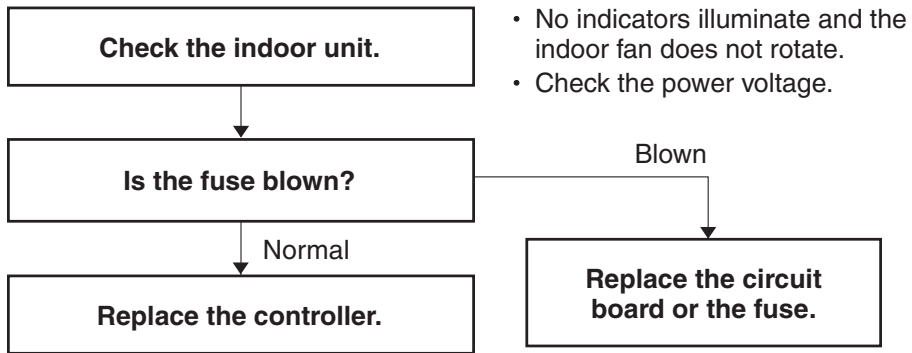 Check the indoor unit.
• No indicators illuminate and the
indoor fan does not rotate.
• Check the power voltage.
Is the fuse blown?
Blown
Normal
Replace the controller.
Replace the circuit
board or the fuse.